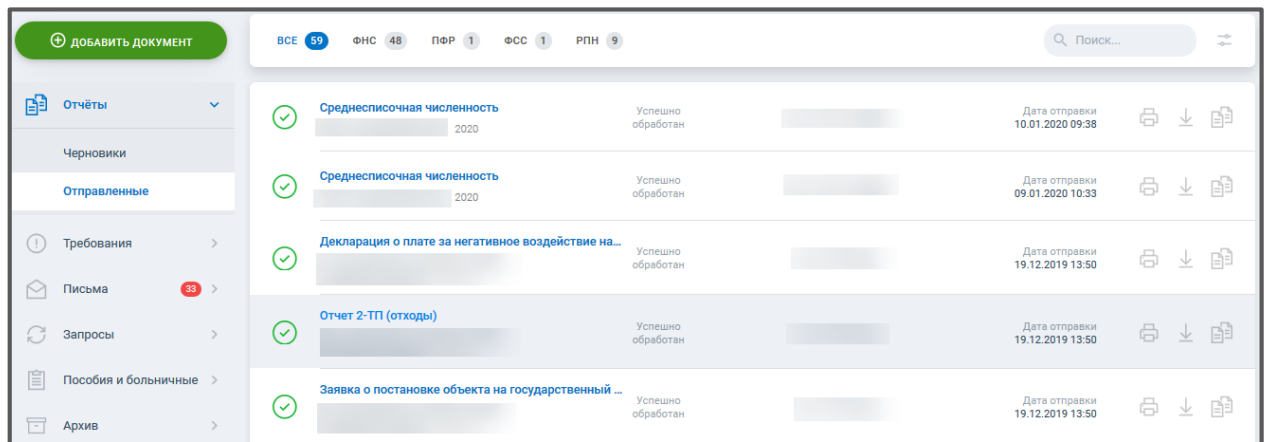 ДОБАВИТЬ ДОКУМЕНТ
ВСЕ 59 ФНС 48 ПФР 1 ФСС 1 РПН 9
Поиск...
Отчёты
Черновики
Отправленные
Требования
Письма 33
Запросы
Пособия и больничные
Архив
Среднесписочная численность
2020
Успешно
обработан
Дата отправки
10.01.2020 09:38
Среднесписочная численность
2020
Успешно
обработан
Дата отправки
09.01.2020 10:33
Декларация о плате за негативное воздействие на...
Успешно
обработан
Дата отправки
19.12.2019 13:50
Отчет 2-ТП (отходы)
Успешно
обработан
Дата отправки
19.12.2019 13:50
Заявка о постановке объекта на государственный ...
Успешно
обработан
Дата отправки
19.12.2019 13:50